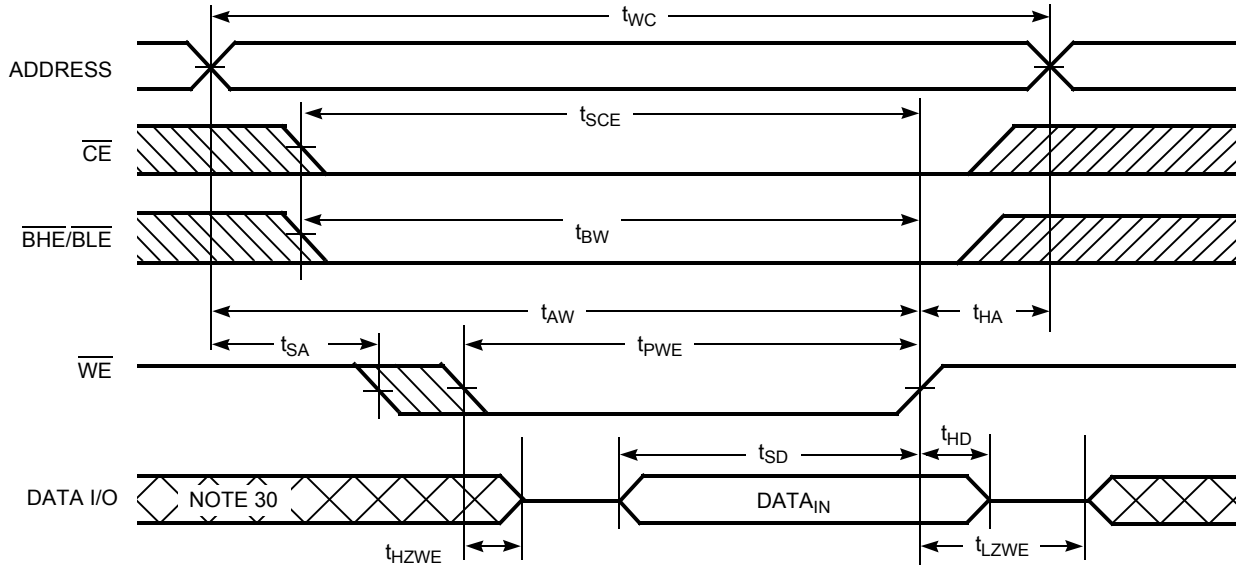 tWC
ADDRESS
tSCE
CE
BHE/BLE
tBW
tAW
tHA
tSA
tPWE
WE
tHD
tSD
DATA I/O
NOTE 30
DATAIN
tHZWE
tLZWE